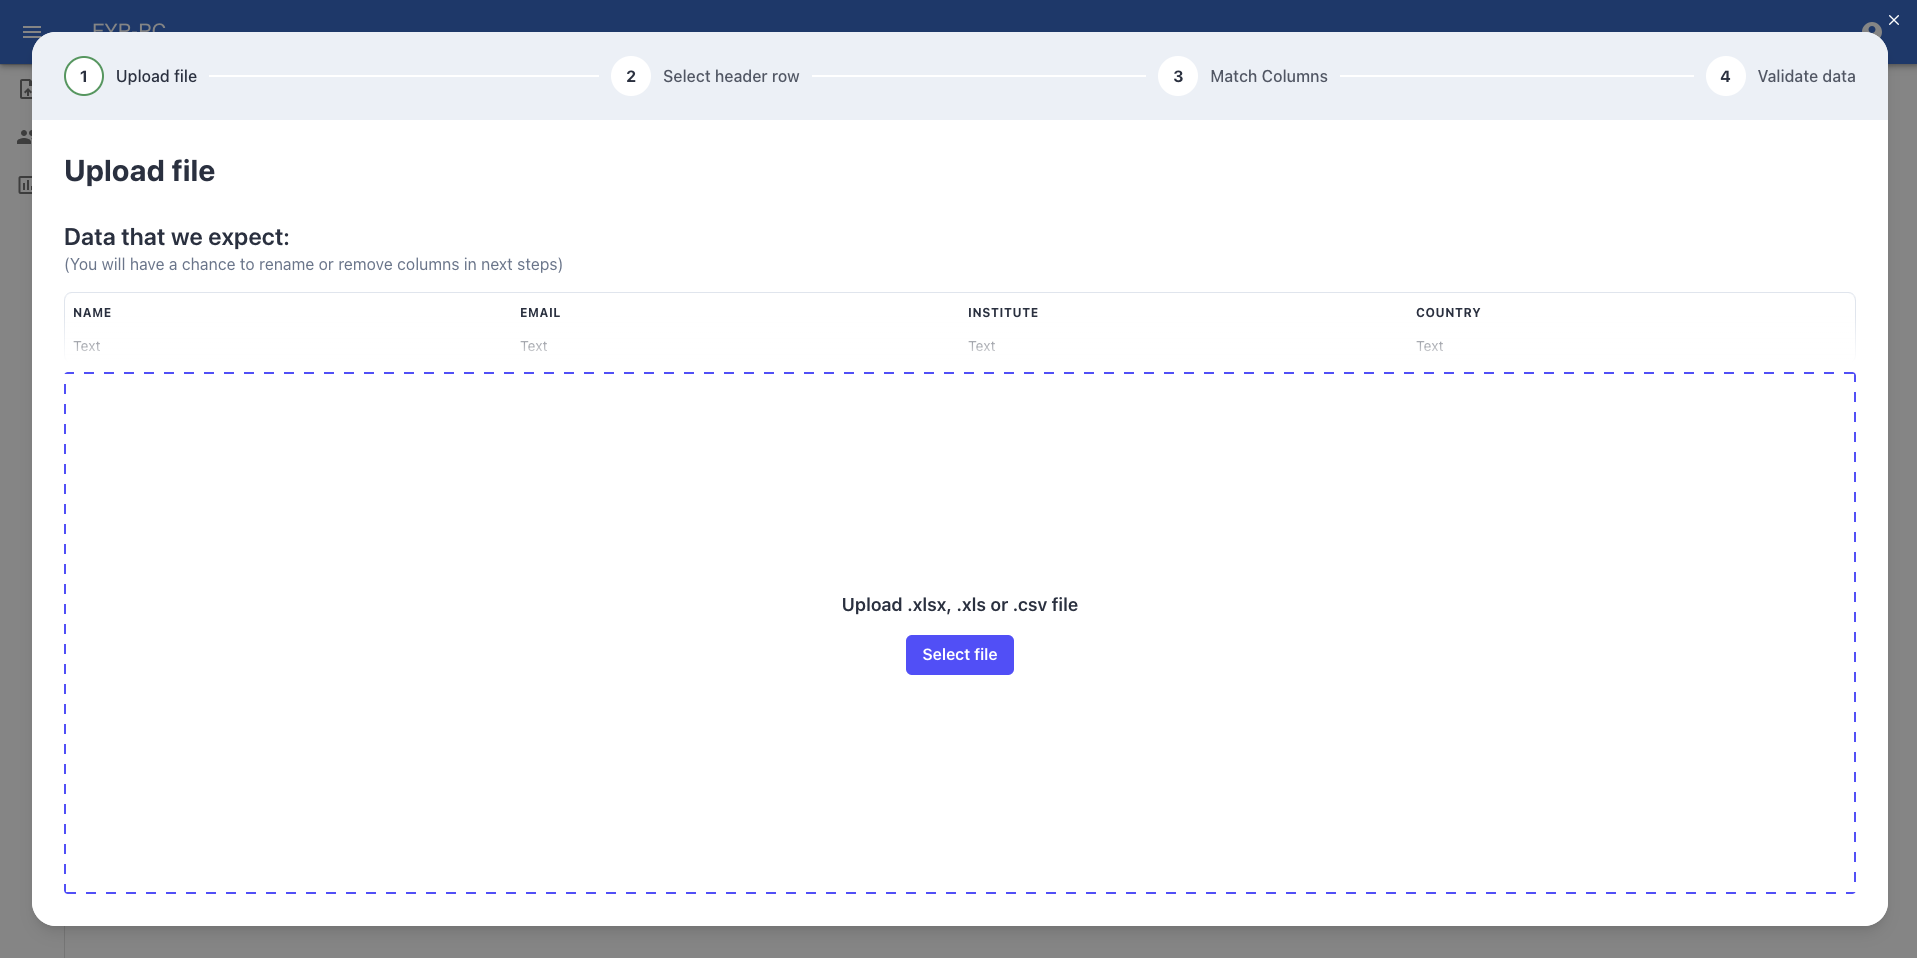 1 Upload file 2 Select header row 3 Match Columns 4 Validate data
Upload file
Data that we expect:
(You will have a chance to rename or remove columns in next steps)
NAME EMAIL INSTITUTE COUNTRY
Text Text Text Text
Upload .xlsx, .xls or .csv file
Select file